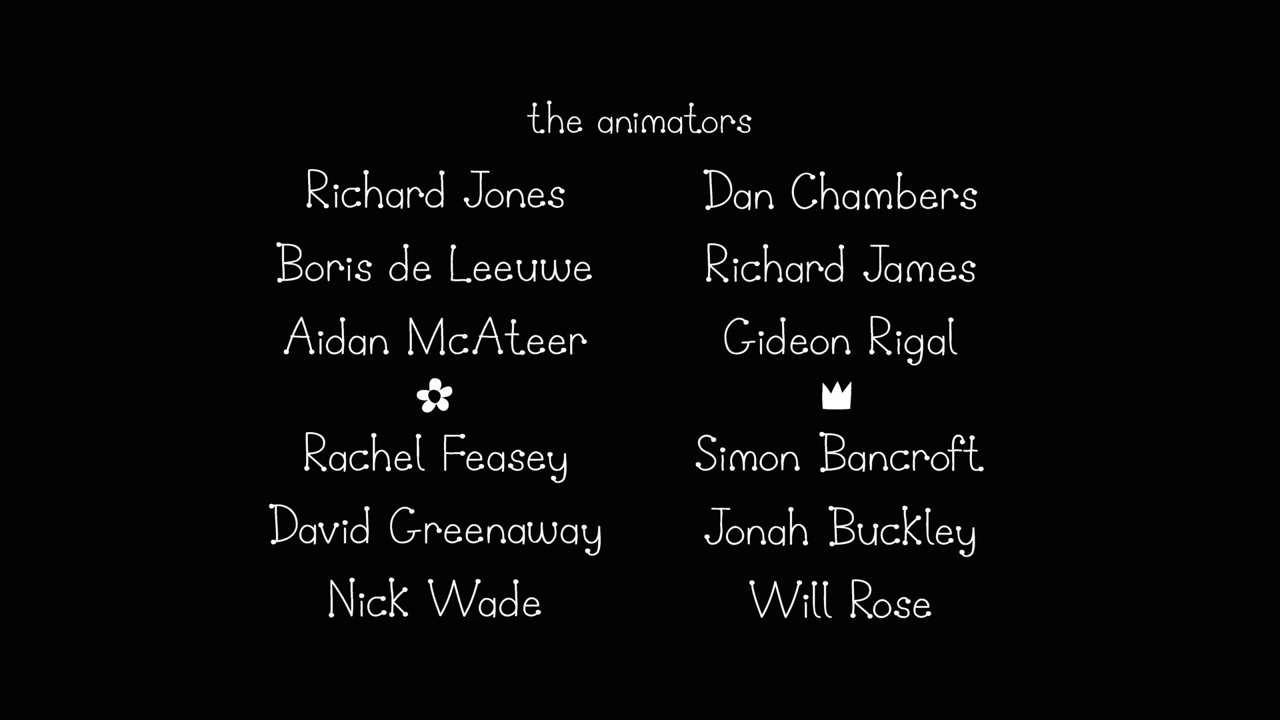 the animators
Richard Jones
Dan Chambers
Boris de Leeuwe
Richard James
Aidan McAteer
Gideon Rigal
Rachel Feasey
Simon Bancroft
David Greenaway
Jonah Buckley
Nick Wade
Will Rose